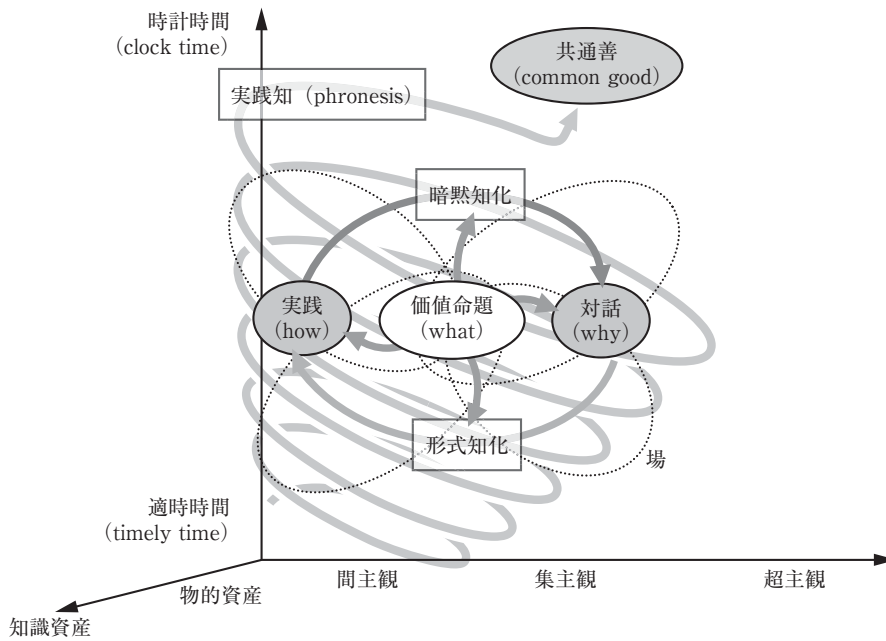 時計時間
(clock time)
共通善
(common good)
実践知（phronesis）
暗黙知化
実践
(how)
価値命題
(what)
対話
(why)
形式知化
場
適時時間
(timely time)
物的資産
間主観
集主観
超主観
知識資産